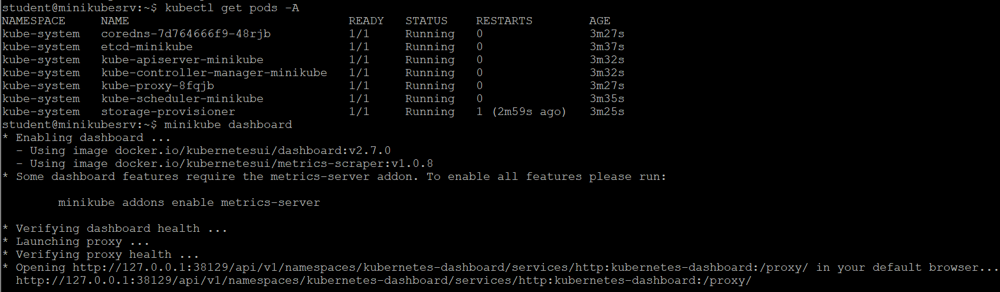 student@minikubesrv:~$ kubectl get pods -A
NAMESPACE     NAME                               READY   STATUS    RESTARTS        AGE
kube-system   coredns-7d764666f9-48rjb           1/1     Running   0               3m27s
kube-system   etcd-minikube                      1/1     Running   0               3m37s
kube-system   kube-apiserver-minikube            1/1     Running   0               3m32s
kube-system   kube-controller-manager-minikube   1/1     Running   0               3m32s
kube-system   kube-proxy-8fqjb                   1/1     Running   0               3m27s
kube-system   kube-scheduler-minikube            1/1     Running   0               3m35s
kube-system   storage-provisioner                1/1     Running   1 (2m59s ago)   3m25s
student@minikubesrv:~$ minikube dashboard
* Enabling dashboard ...
  - Using image docker.io/kubernetesui/dashboard:v2.7.0
  - Using image docker.io/kubernetesui/metrics-scraper:v1.0.8
* Some dashboard features require the metrics-server addon. To enable all features please run:
        minikube addons enable metrics-server
* Verifying dashboard health ...
* Launching proxy ...
* Verifying proxy health ...
* Opening http://127.0.0.1:38129/api/v1/namespaces/kubernetes-dashboard/services/http:kubernetes-dashboard:/proxy/ in your default browser...
  http://127.0.0.1:38129/api/v1/namespaces/kubernetes-dashboard/services/http:kubernetes-dashboard:/proxy/